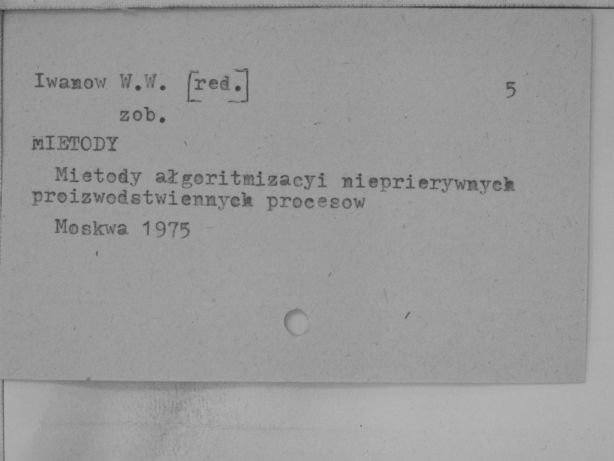 Iwanow W.W. [red.] 5
zob.
MIETODY
Mietody ałgoritmizacyi nieprierywnych
proizwodstwiennych procesow
Moskwa 1975